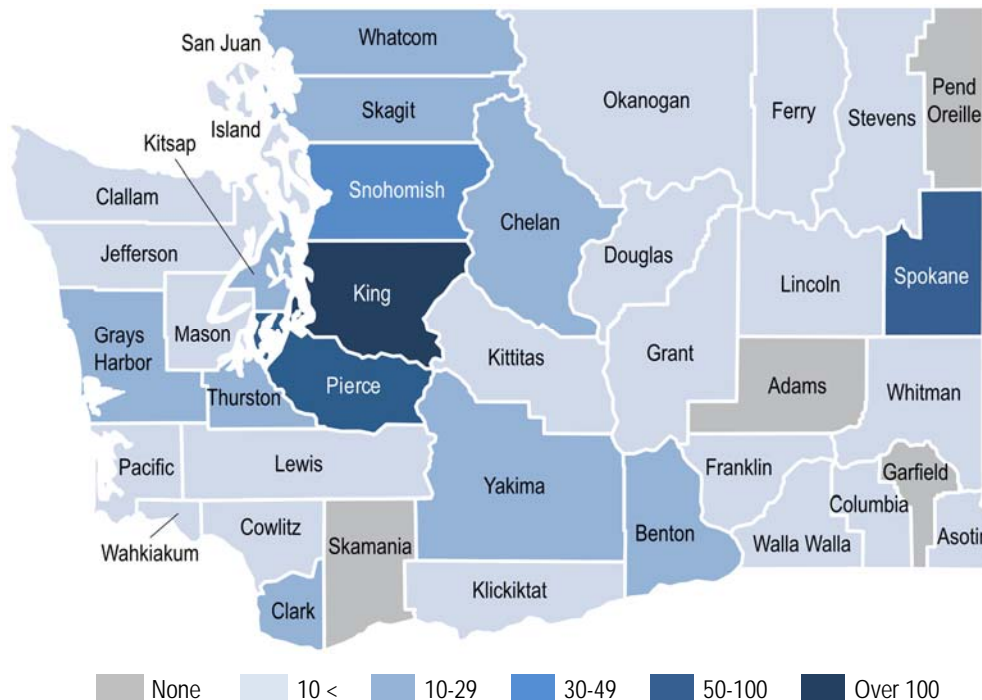 Whatcom
San Juan
Skagit
Island
Kitsap
Okanogan
Ferry
Stevens
Pend
Oreille
Clallam
Snohomish
Chelan
Jefferson
Douglas
King
Lincoln
Spokane
Mason
Grays
Harbor
Kittitas
Grant
Pierce
Thurston
Adams
Whitman
Pacific
Lewis
Yakima
Franklin
Garfield
Columbia
Wahkiakum
Cowlitz
Skamania
Benton
Walla Walla
Asotin
Clark
Klickiktat
None 10 < 10-29 30-49 50-100 Over 100